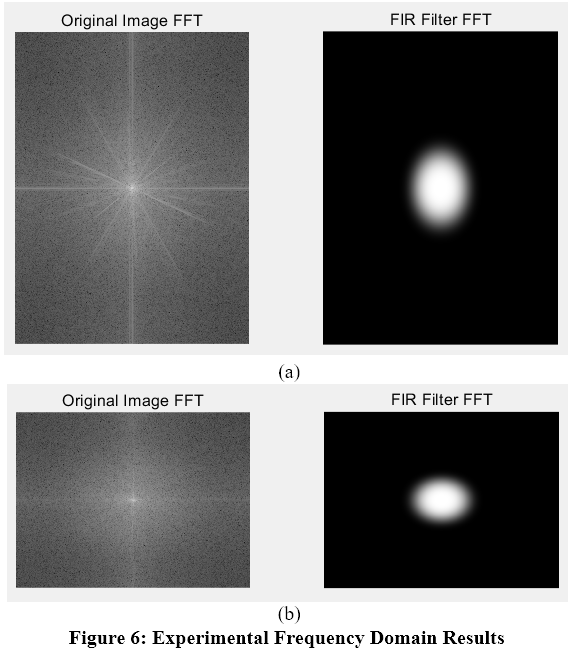 Original Image FFT
FIR Filter FFT
(a)
Original Image FFT
FIR Filter FFT
(b)
Figure 6: Experimental Frequency Domain Results